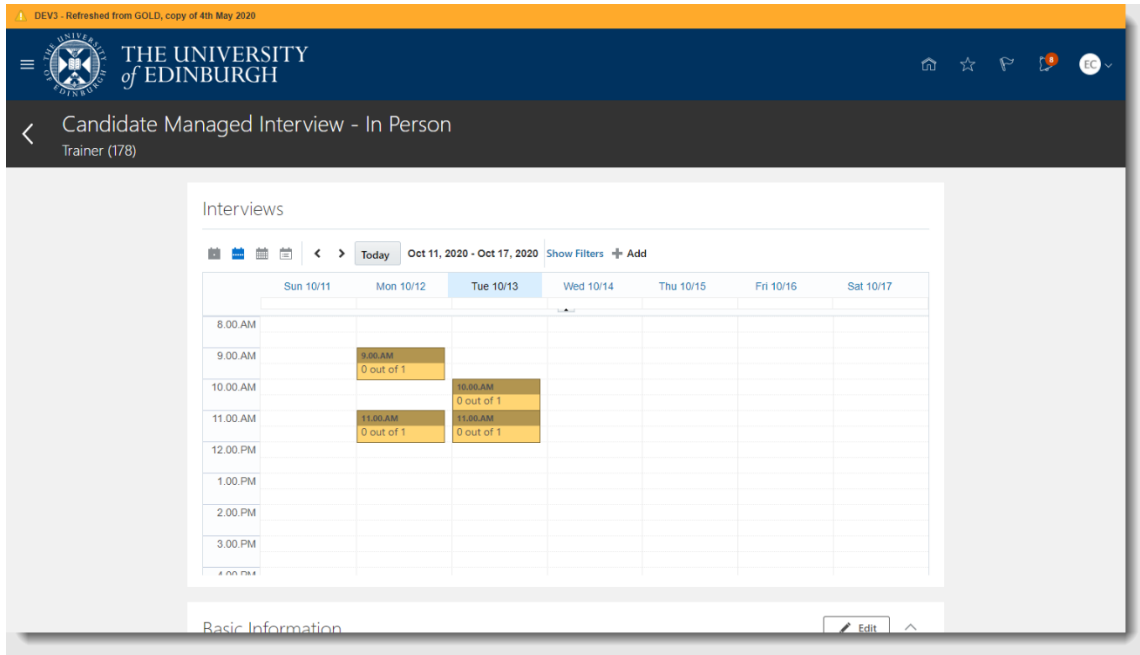 DEV3 - Refreshed from GOLD, copy of 4th May 2020
THE UNIVERSITY
of EDINBURGH
8
EC
Candidate Managed Interview - In Person
Trainer (178)
Interviews
Today Oct 11, 2020 - Oct 17, 2020 Show Filters Add
Sun 10/11 Mon 10/12 Tue 10/13 Wed 10/14 Thu 10/15 Fri 10/16 Sat 10/17
8.00.AM
9.00.AM 9.00.AM
0 out of 1
10.00.AM 10.00.AM
0 out of 1
11.00.AM 11.00.AM 11.00.AM
0 out of 1 0 out of 1
12.00.PM
1.00.PM
2.00.PM
3.00.PM
4.00.PM
Basic Information Edit